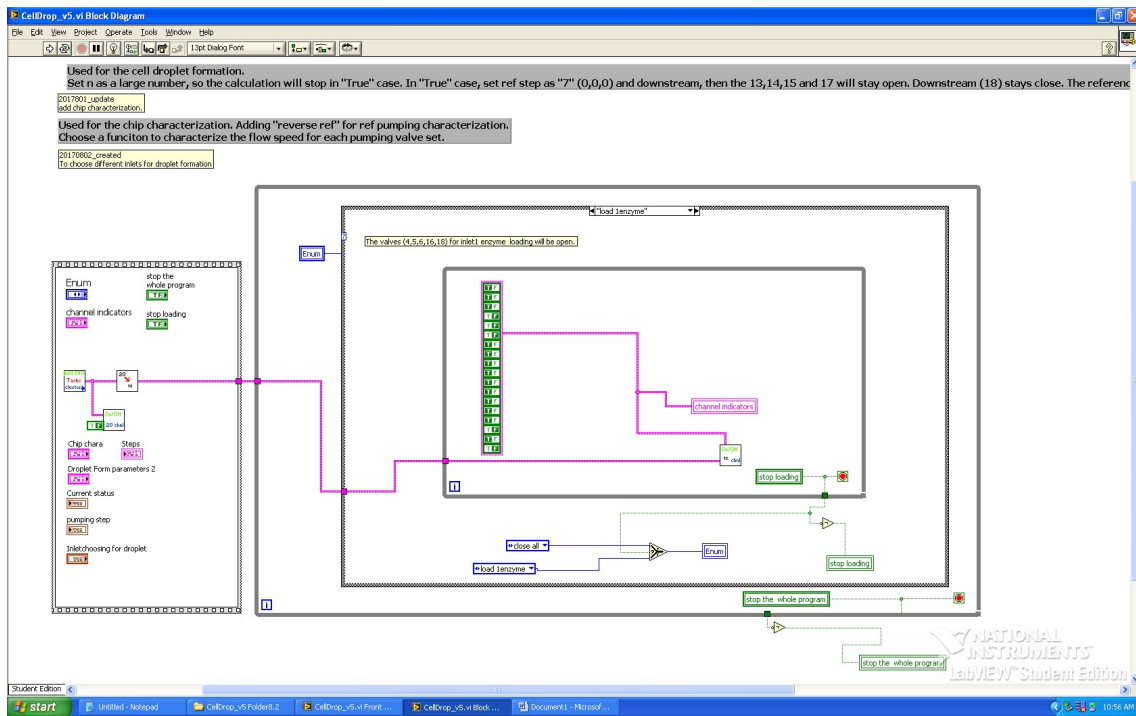 CellDrop_v5.vi Block Diagram
File Edit View Project Operate Tools Window Help
13pt Dialog Font
Used for the cell droplet formation.
Set n as a large number, so the calculation will stop in "True" case. In "True" case, set ref step as "7" (0,0,0) and downstream, then the 13,14,15 and 17 will stay open. Downstream (18) stays close. The referenc
2017801_update
add chip characterization.
Used for the chip characterization. Adding "reverse ref" for ref pumping characterization.
Choose a funciton to characterize the flow speed for each pumping valve set.
20170802_created
To choose different inlets for droplet formation
"load 1enzyme"
The valves (4,5,6,16,18) for inlet1 enzyme loading will be open.
Enum
Enum
stop the
whole program
channel indicators
stop loading
Tasks
20
On/Off
20 chnl
Chip chara
Steps
Droplet Form parameters 2
Current status
pumping step
Inletchoosing for droplet
channel indicators
On/Off
stop loading
i
close all
Enum
load 1enzyme
stop loading
i
stop the whole program
stop the whole program
NATIONAL
INSTRUMENTS
LabVIEW™ Student Edition
Student Edition
start
Untitled - Notepad
CellDrop_v5 Folder8.2
CellDrop_v5.vi Front ...
CellDrop_v5.vi Block ...
Document1 - Microsof...
10:56 AM